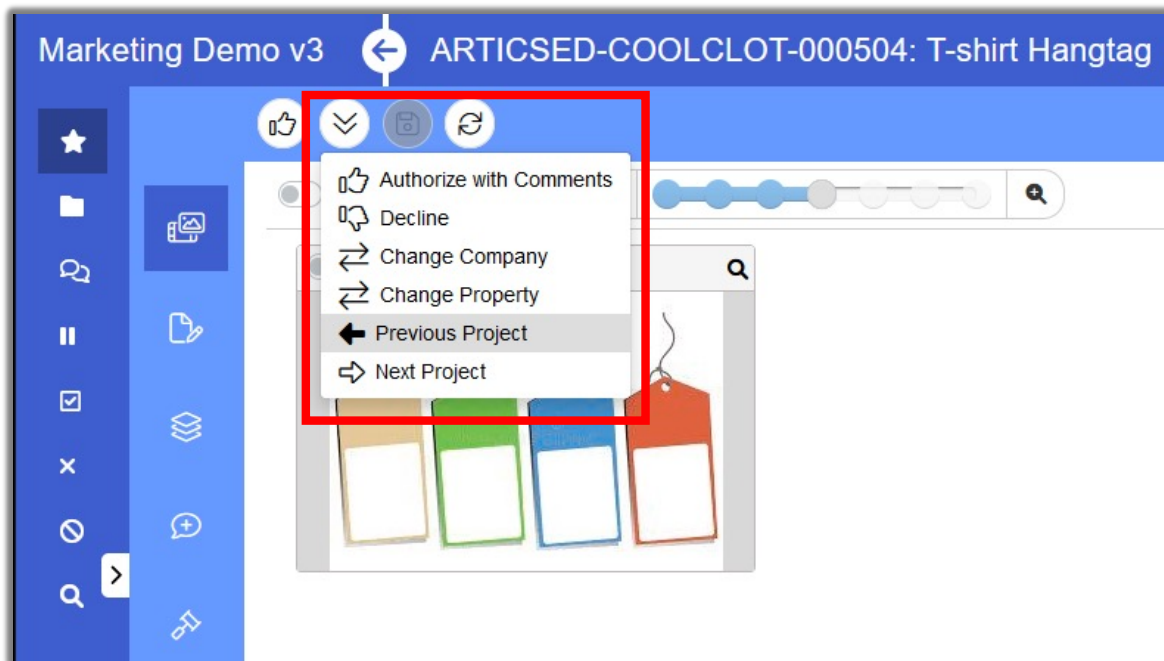 Marketing Demo v3
ARTICSED-COOLCLOT-000504: T-shirt Hangtag
Authorize with Comments
Decline
Change Company
Change Property
Previous Project
Next Project